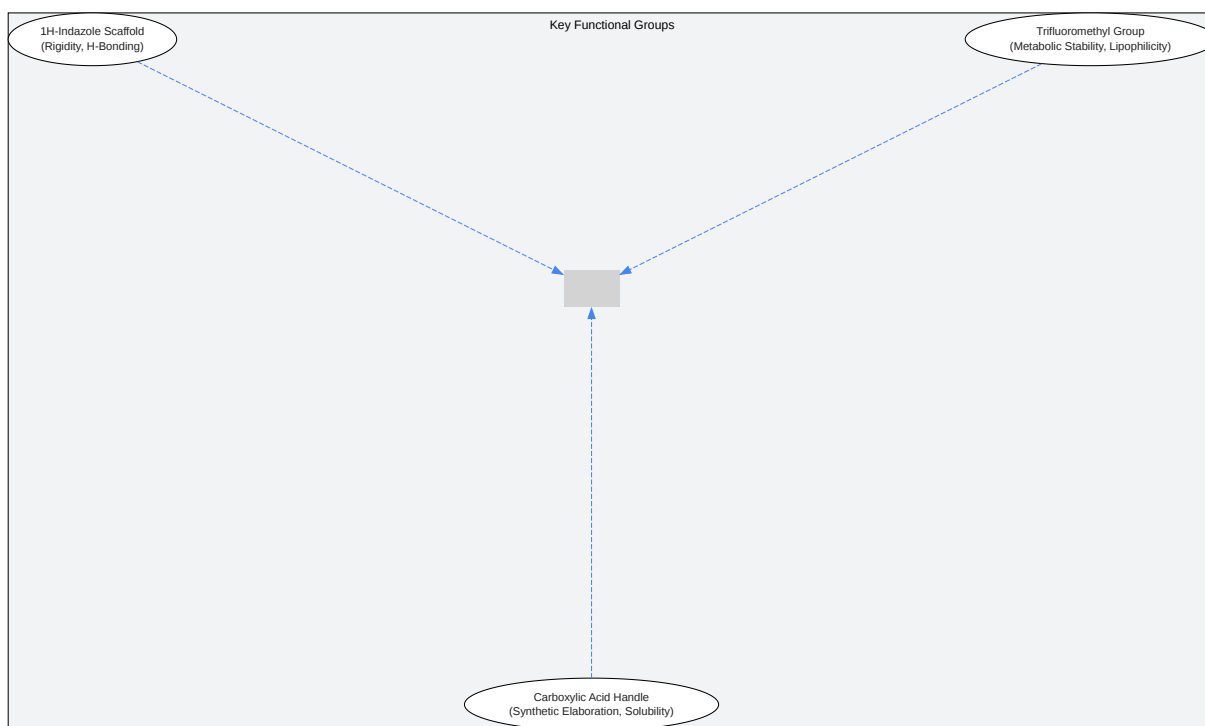 Key Functional Groups
1H-Indazole Scaffold
(Rigidity, H-Bonding)
Trifluoromethyl Group
(Metabolic Stability, Lipophilicity)
Carboxylic Acid Handle
(Synthetic Elaboration, Solubility)